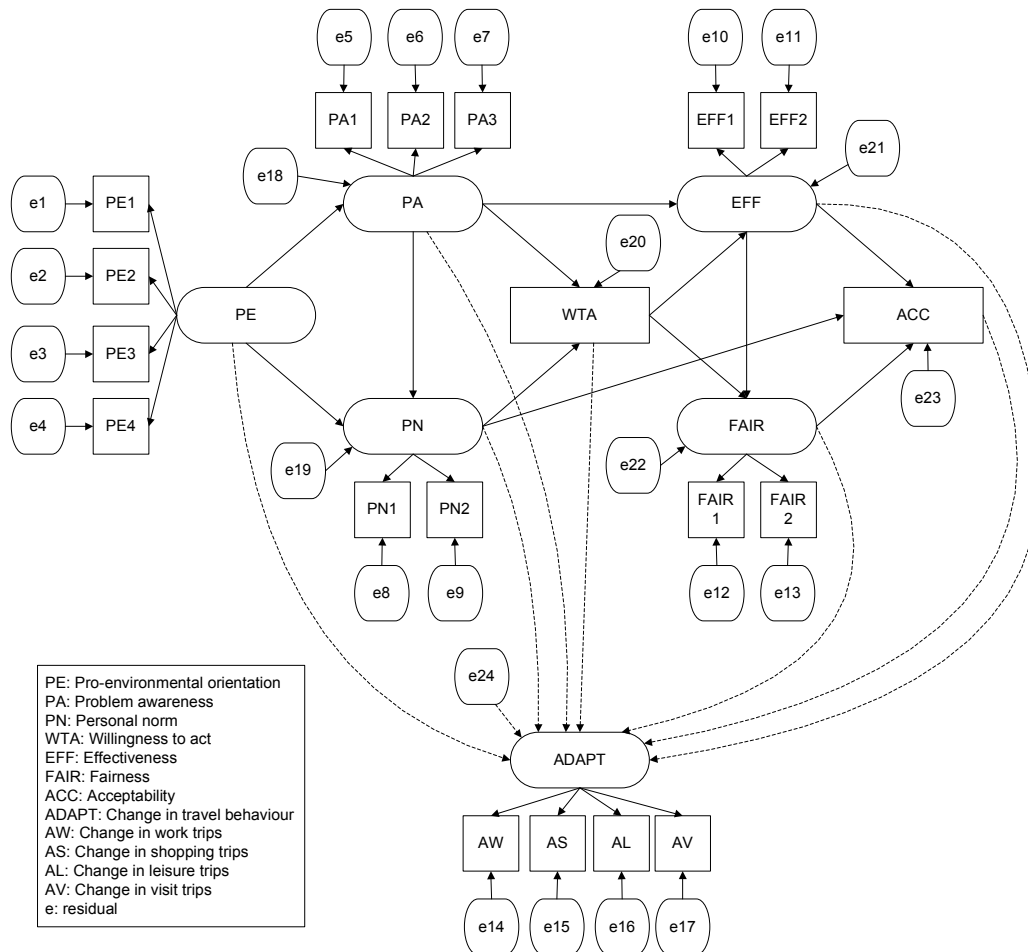 e5
e6
e7
e10
e11
PA1
PA2
PA3
EFF1
EFF2
e18
e21
e1
PE1
PA
EFF
e20
e2
PE2
PE
WTA
ACC
e3
PE3
e23
e4
PE4
PN
FAIR
e19
e22
PN1
PN2
FAIR
1
FAIR
2
e8
e9
e12
e13
e24
PE: Pro-environmental orientation
PA: Problem awareness
PN: Personal norm
WTA: Willingness to act
EFF: Effectiveness
FAIR: Fairness
ACC: Acceptability
ADAPT: Change in travel behaviour
AW: Change in work trips
AS: Change in shopping trips
AL: Change in leisure trips
AV: Change in visit trips
e: residual
ADAPT
AW
AS
AL
AV
e14
e15
e16
e17